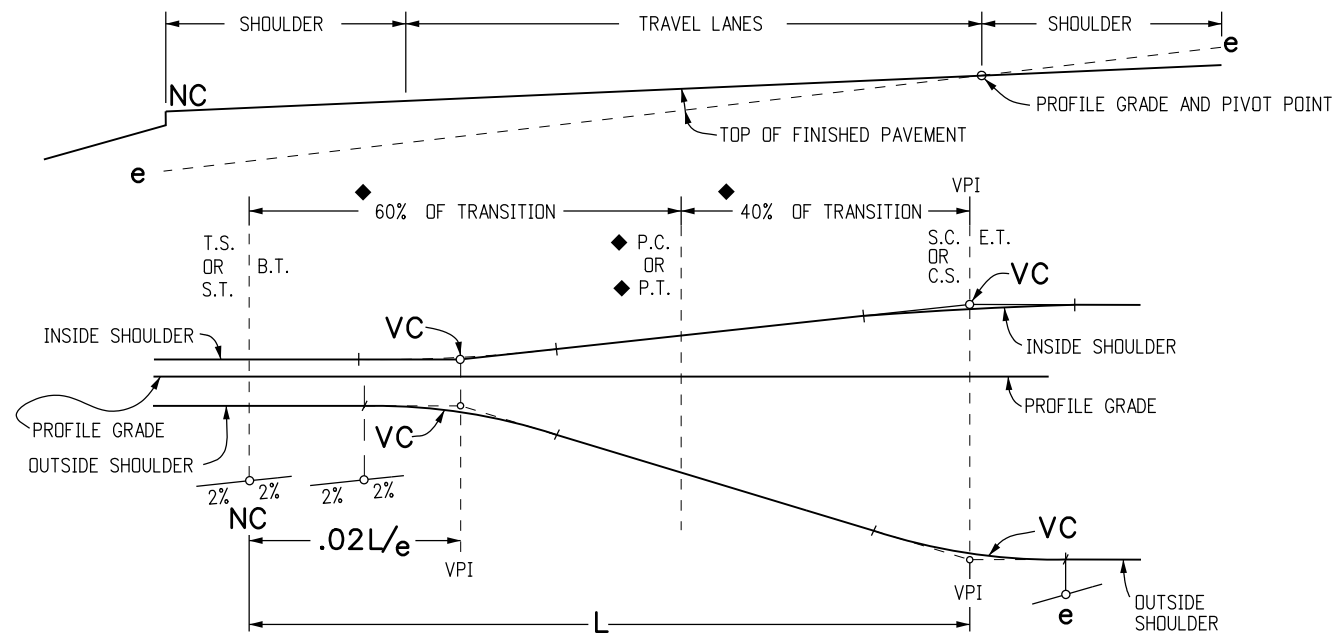 SHOULDER
TRAVEL LANES
SHOULDER
e
NC
PROFILE GRADE AND PIVOT POINT
TOP OF FINISHED PAVEMENT
e
◆ ◆
60% OF TRANSITION
40% OF TRANSITION
VPI
T.S.
OR
S.T.
B.T.
◆ P.C.
OR
◆ P.T.
S.C.
OR
C.S.
E.T.
VC
INSIDE SHOULDER
VC
INSIDE SHOULDER
PROFILE GRADE
PROFILE GRADE
VC
OUTSIDE SHOULDER
2% 2%
2% 2%
NC
.02L/e
VPI
VC
VPI
e
OUTSIDE
SHOULDER
L